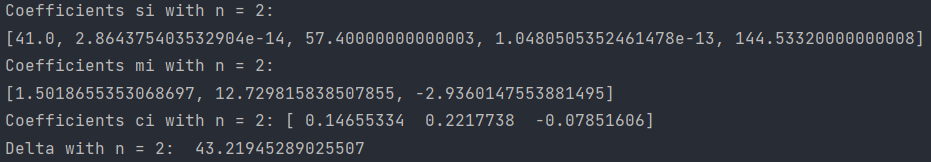 Coefficients si with n = 2:
[41.0, 2.864375403532904e-14, 57.40000000000003, 1.0480505352461478e-13, 144.53320000000008]
Coefficients mi with n = 2:
[1.5018655353068697, 12.729815838507855, -2.9360147553881495]
Coefficients ci with n = 2: [ 0.14655334  0.2217738  -0.07851606]
Delta with n = 2:  43.21945289025507